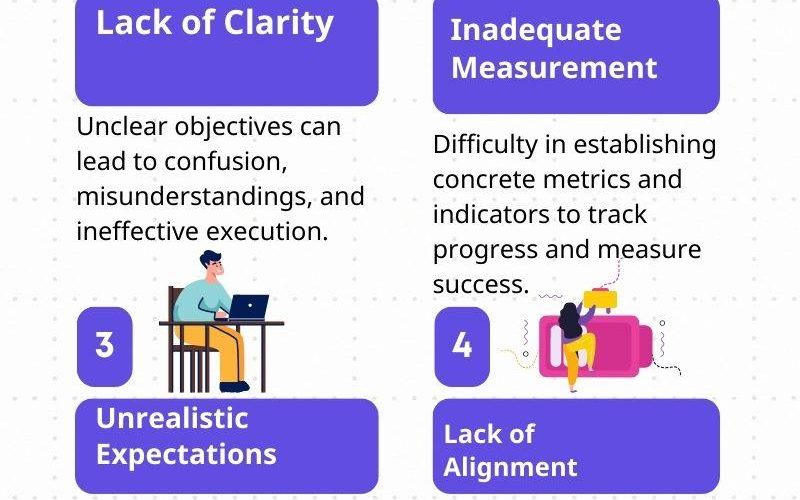 Lack of Clarity
Unclear objectives can
lead to confusion,
misunderstandings, and
ineffective execution.
Inadequate
Measurement
Difficulty in establishing
concrete metrics and
indicators to track
progress and measure
success.
3
Unrealistic
Expectations
4
Lack of
Alignment